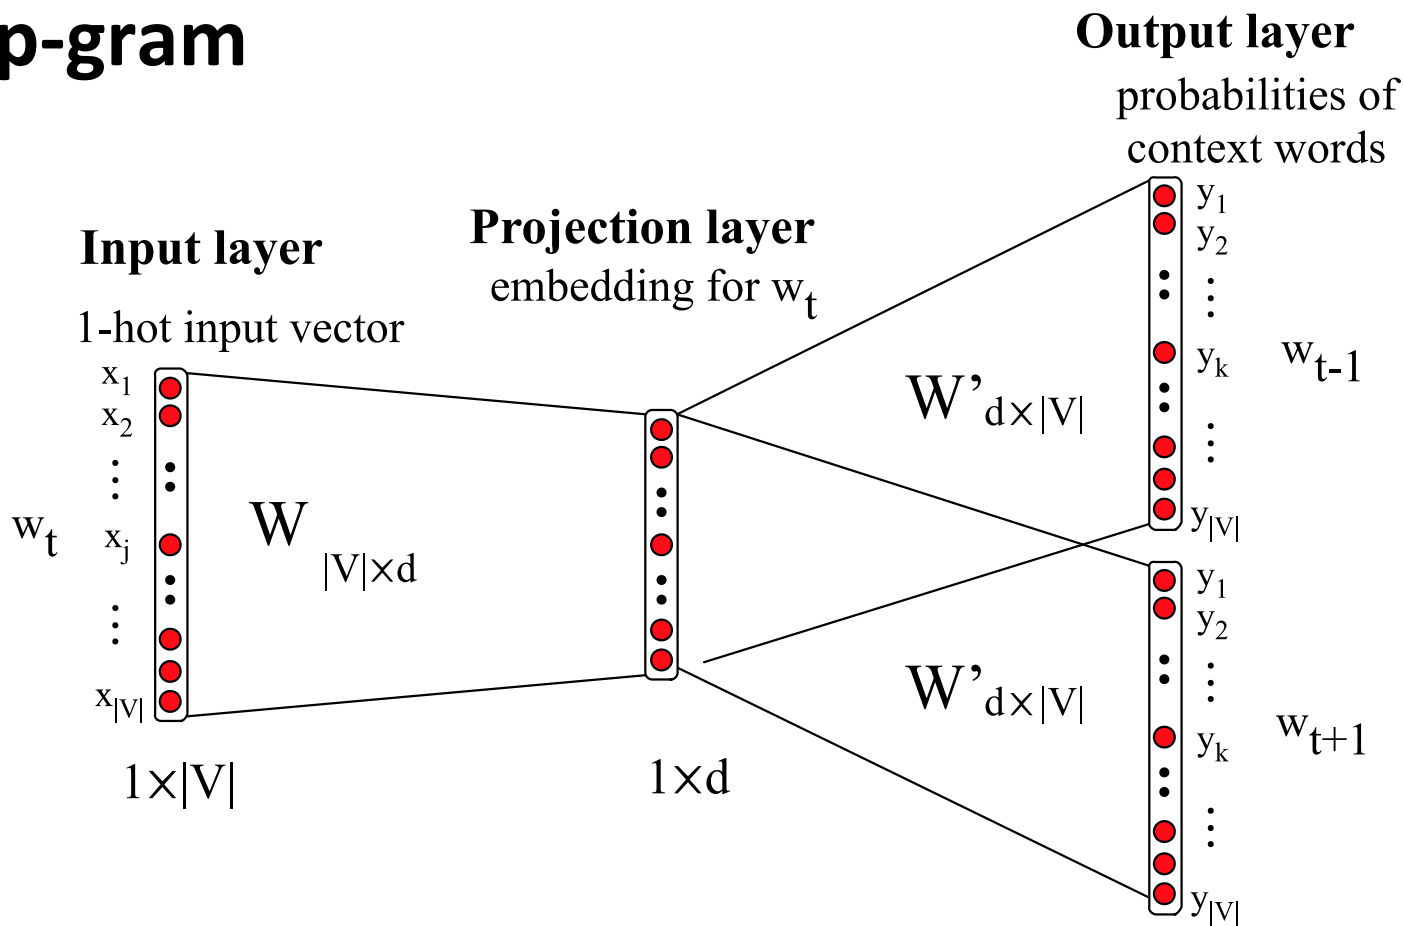 p-gram
Output layer
probabilities of
context words
Input layer
1-hot input vector
Projection layer
embedding for wt
wt
x1
x2
⋮
xj
⋮
x|V|
W|V|×d
1×|V|
1×d
W’d×|V|
y1
y2
⋮
yk
⋮
y|V|
wt-1
W’d×|V|
y1
y2
⋮
yk
⋮
y|V|
wt+1